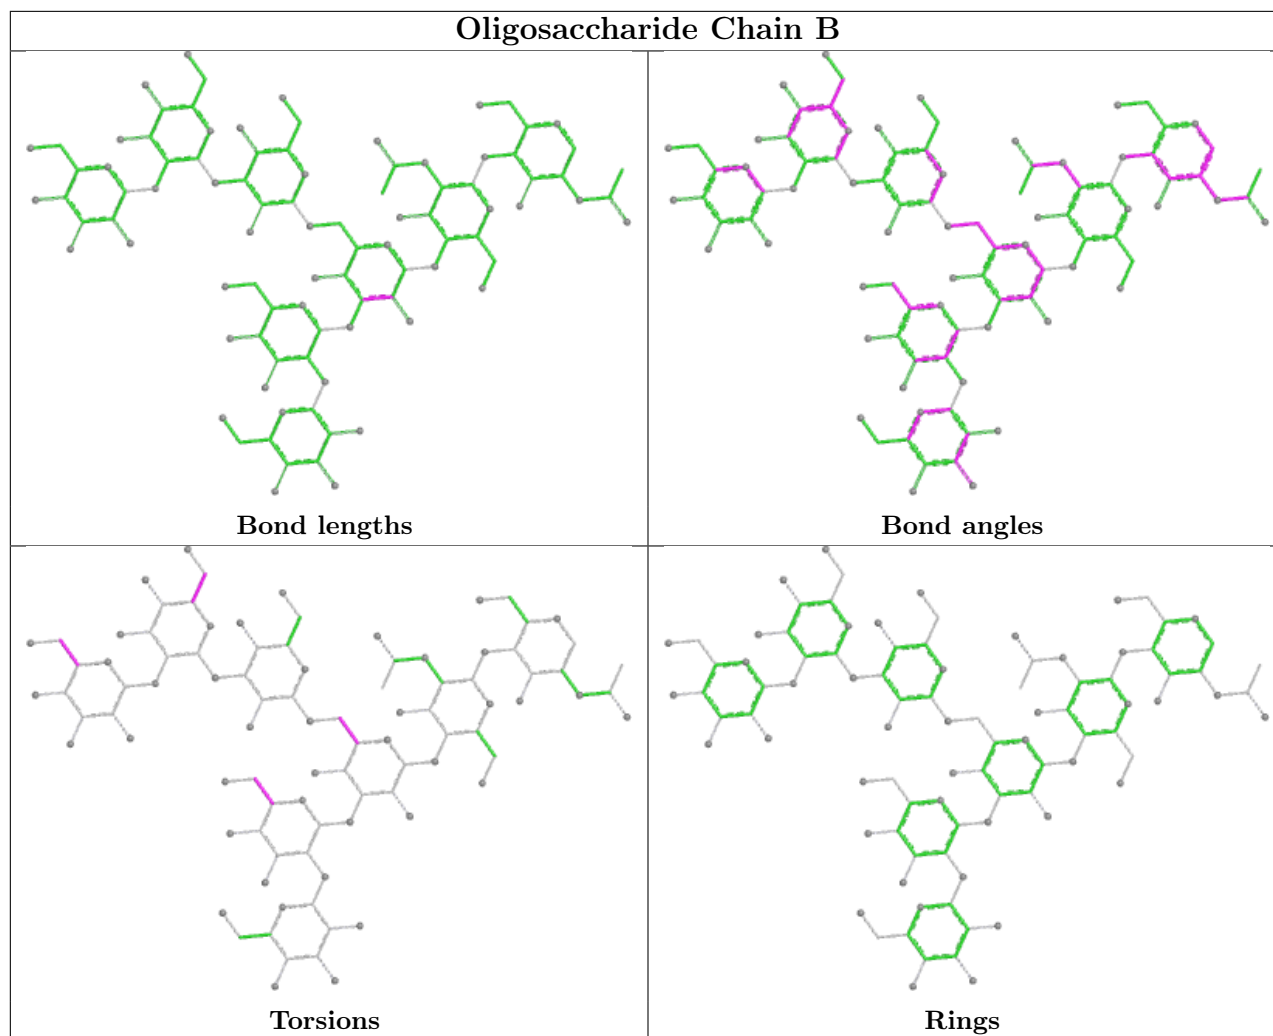 Oligosaccharide Chain B
Bond lengths
Bond angles
Torsions
Rings